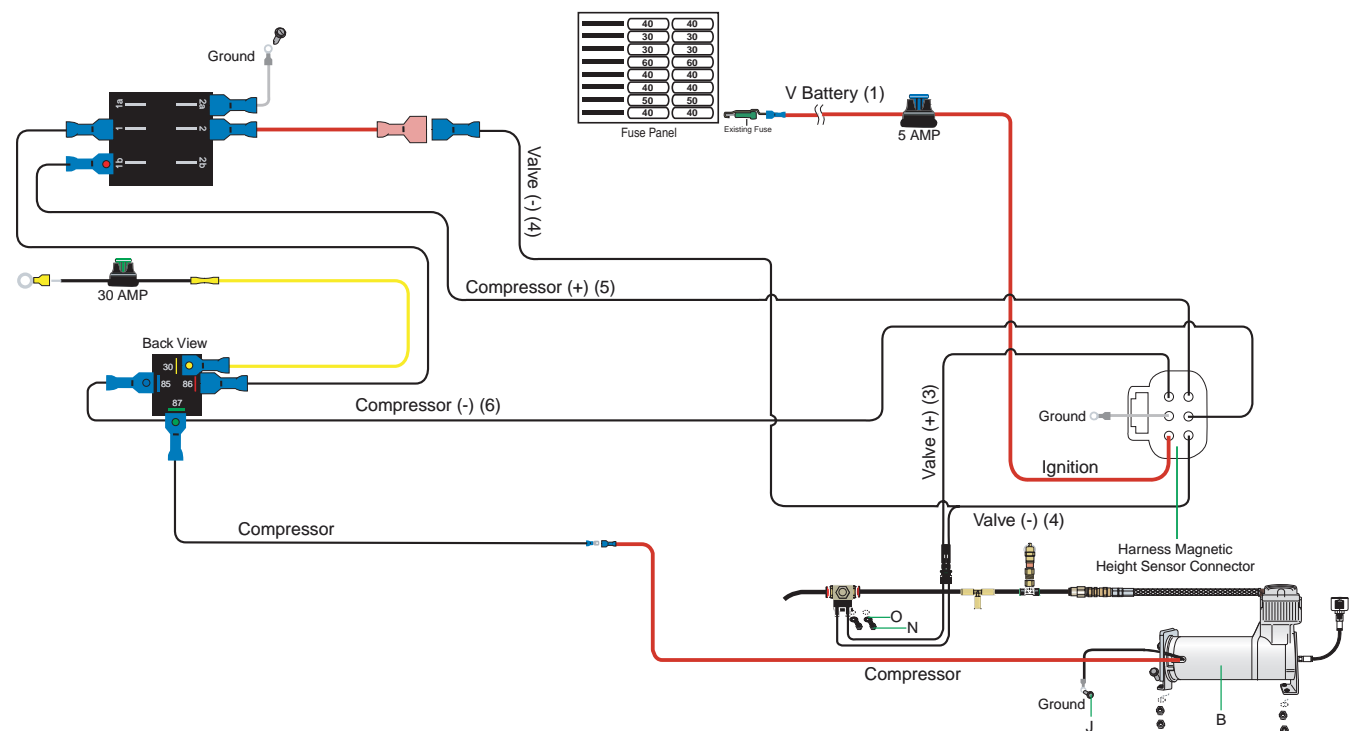 Ground
1a
2a
1
2
1b
2b
40 40
30 30
30 30
60 60
40 40
40 40
50 50
40 40
Fuse Panel
Existing Fuse
V Battery (1)
5 AMP
Valve (-) (4)
30 AMP
Compressor (+) (5)
Back View
30
85 86
87
Compressor (-) (6)
Valve (+) (3)
Ground
Ignition
Compressor
Valve (-) (4)
Harness Magnetic
Height Sensor Connector
O
N
Compressor
Ground
J
B